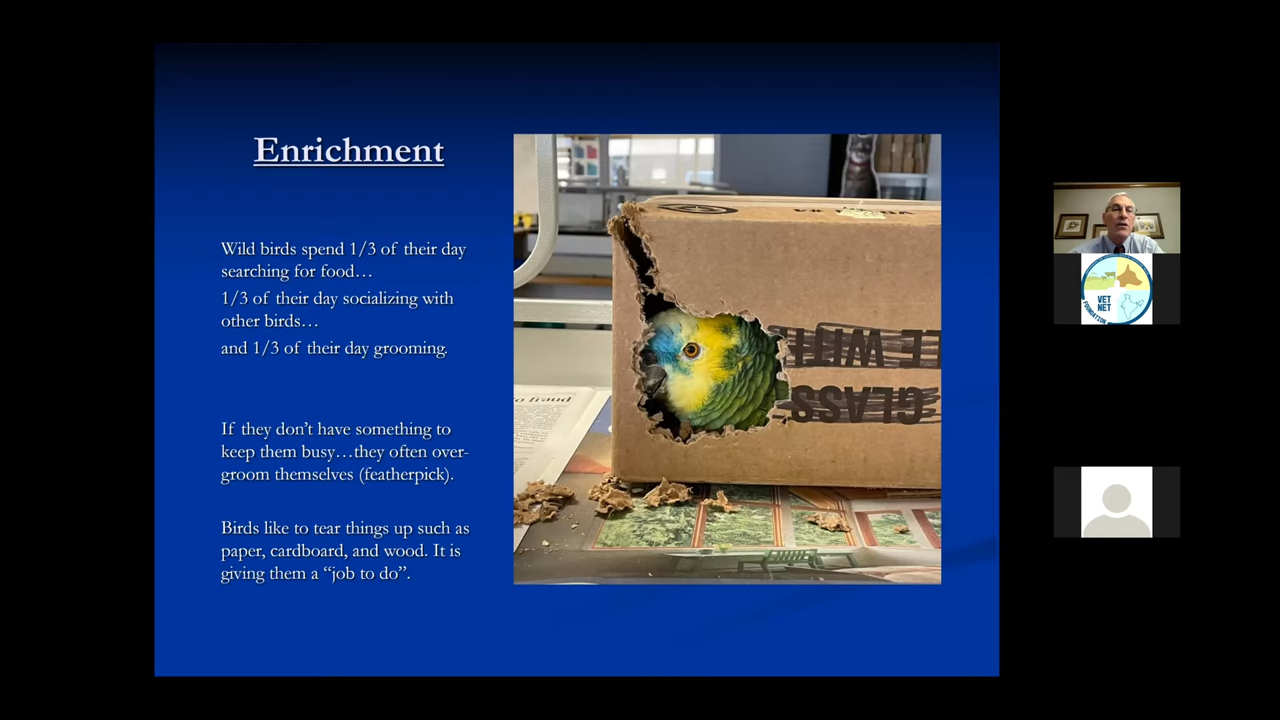 Enrichment
Wild birds spend 1/3 of their day
searching for food…
1/3 of their day socializing with
other birds…
and 1/3 of their day grooming.
If they don’t have something to
keep them busy…they often over-
groom themselves (featherpick).
Birds like to tear things up such as
paper, cardboard, and wood. It is
giving them a “job to do”.
fraud
GLASS
VET
NET
FOUNDATION